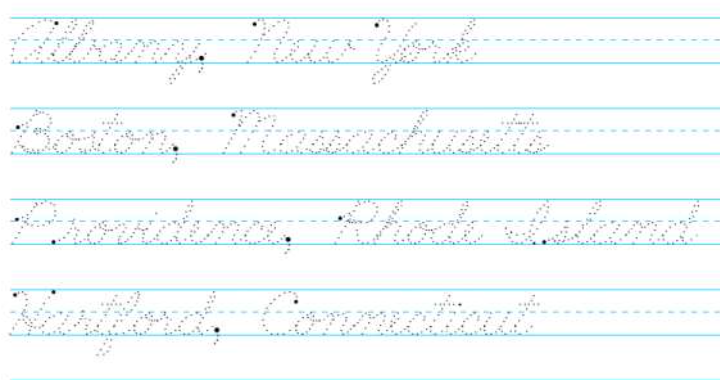 Albany, New York
Boston, Massachusetts
Providence, Rhode Island
Hartford, Connecticut